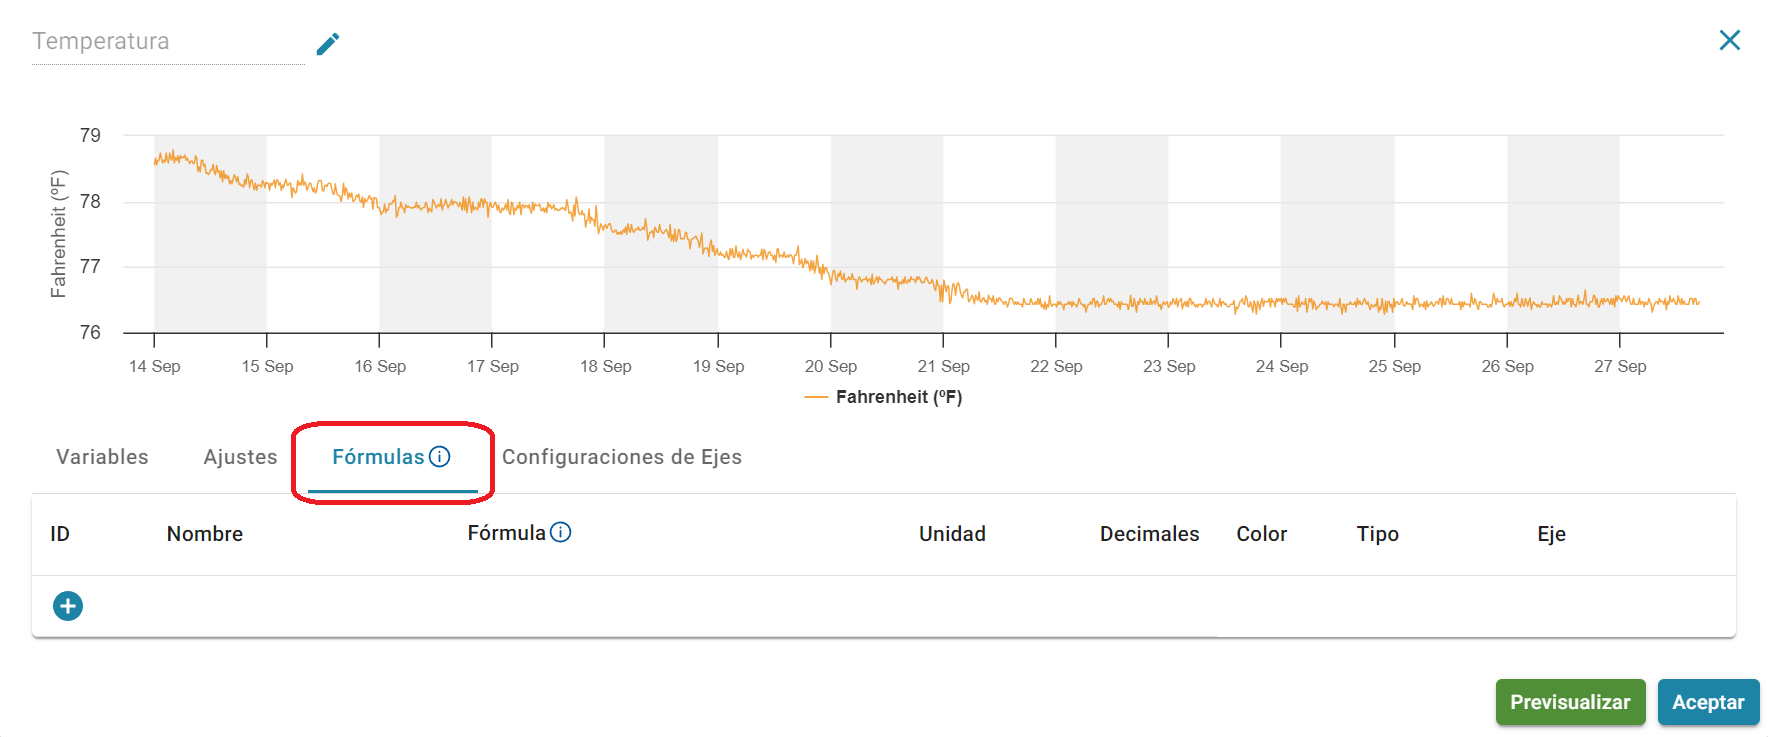 Temperatura
79
78
77
76
Fahrenheit (ºF)
14 Sep 15 Sep 16 Sep 17 Sep 18 Sep 19 Sep 20 Sep 21 Sep 22 Sep 23 Sep 24 Sep 25 Sep 26 Sep 27 Sep
Fahrenheit (ºF)
Variables Ajustes Fórmulas Configuraciones de Ejes
ID Nombre Fórmula Unidad Decimales Color Tipo Eje
Previsualizar Aceptar